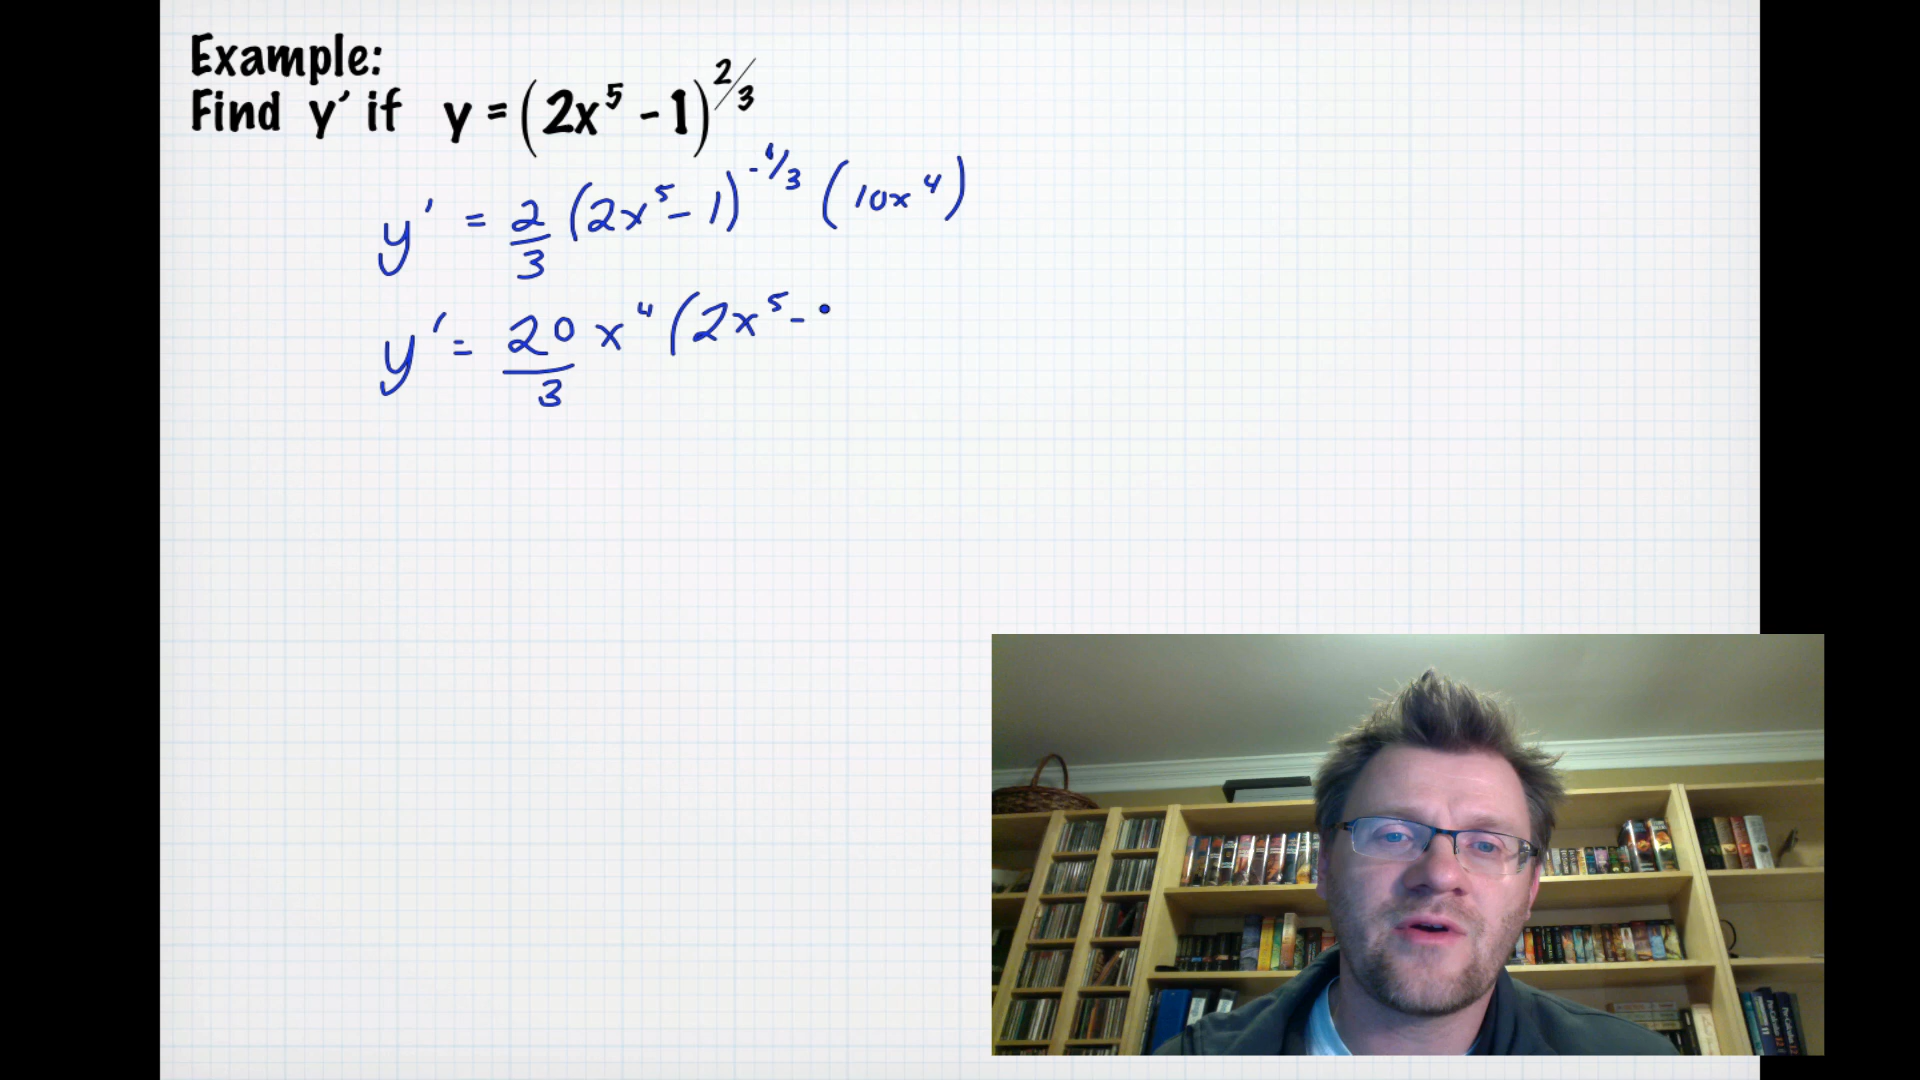 Example:
Find y' if y = (2x⁵ - 1)^2/3
y' = 2/3 (2x⁵ - 1)^-1/3 (10x⁴)
y' = 20/3 x⁴ (2x⁵ -